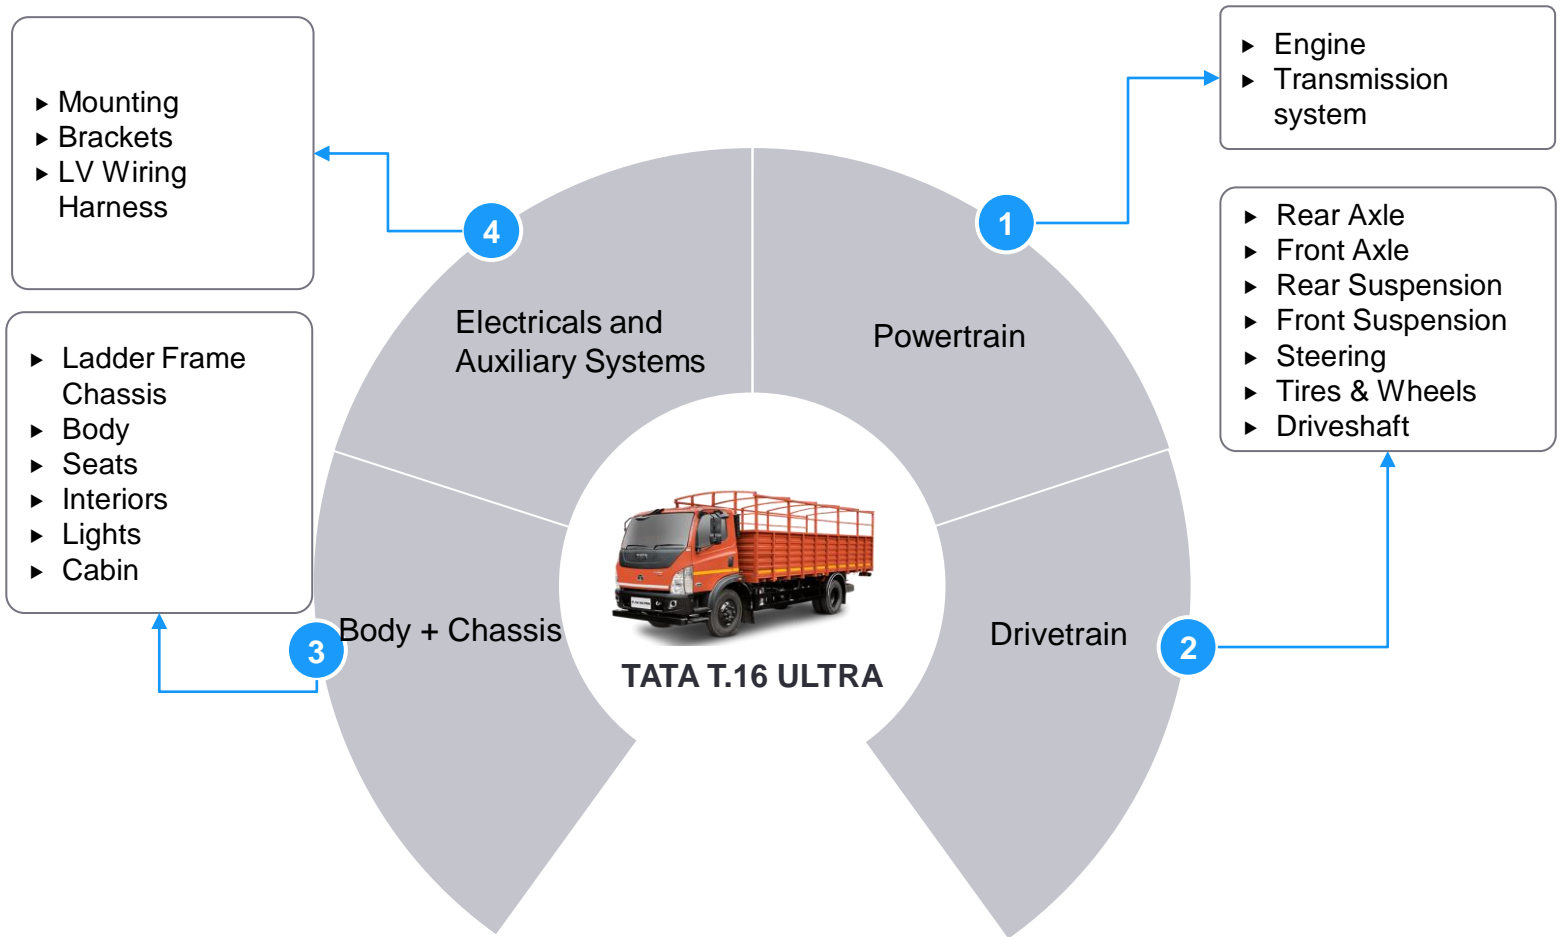 Mounting
Brackets
LV Wiring
Harness
4
Electricals and
Auxiliary Systems
1
Powertrain
Engine
Transmission
system
Rear Axle
Front Axle
Rear Suspension
Front Suspension
Steering
Tires & Wheels
Driveshaft
2
Drivetrain
Ladder Frame
Chassis
Body
Seats
Interiors
Lights
Cabin
3
Body + Chassis
TATA T.16 ULTRA